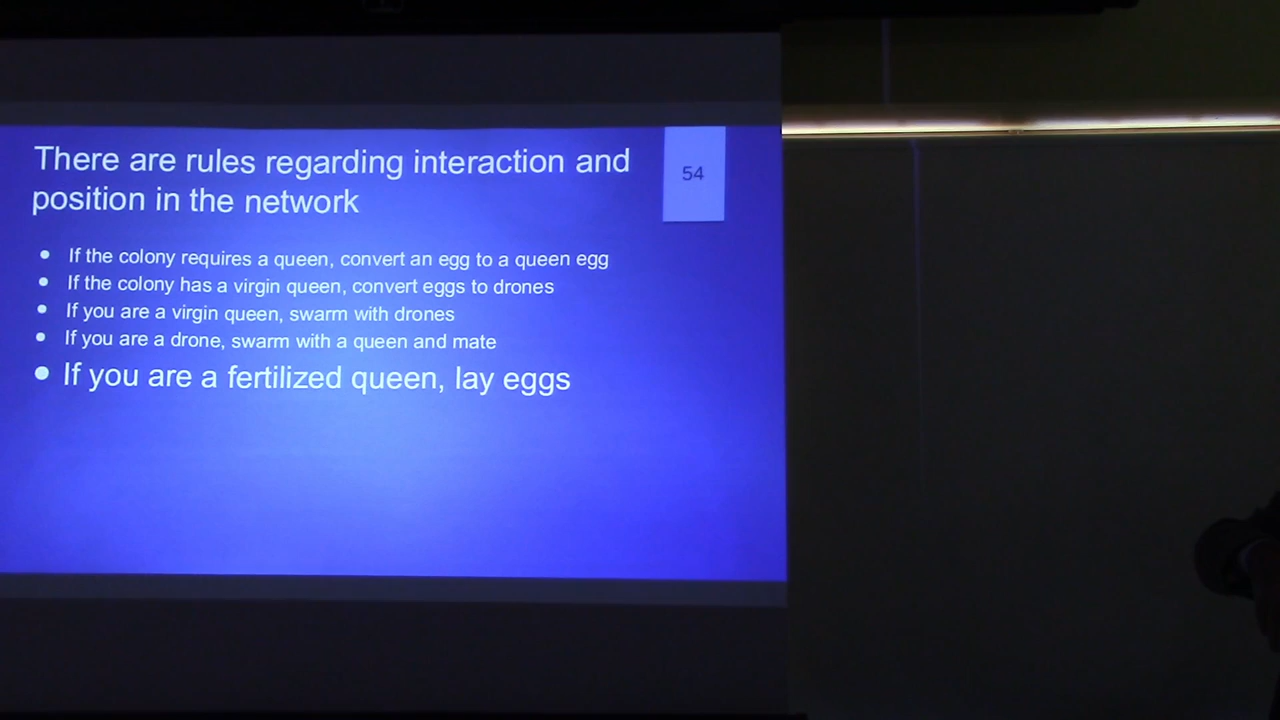 There are rules regarding interaction and
position in the network
54
• If the colony requires a queen, convert an egg to a queen egg
• If the colony has a virgin queen, convert eggs to drones
• If you are a virgin queen, swarm with drones
• If you are a drone, swarm with a queen and mate
• If you are a fertilized queen, lay eggs